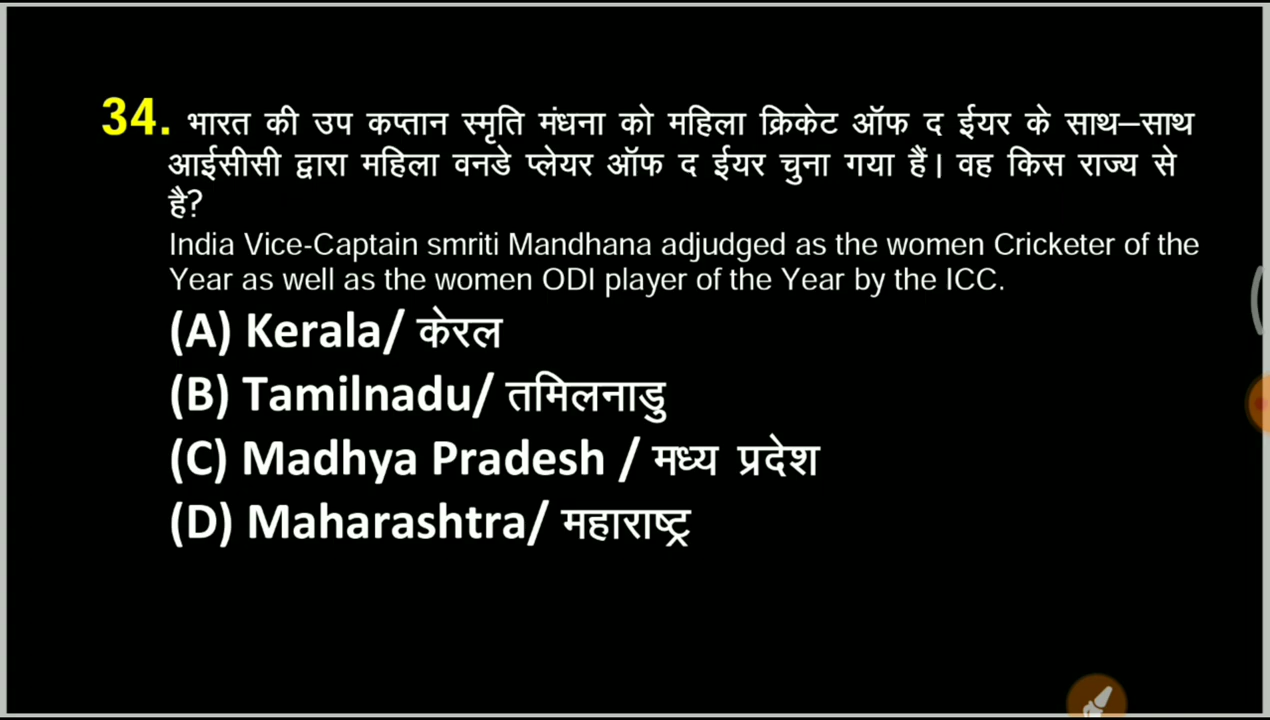 34. भारत की उप कप्तान स्मृति मंधना को महिला क्रिकेट ऑफ द ईयर के साथ–साथ
आईसीसी द्वारा महिला वनडे प्लेयर ऑफ द ईयर चुना गया हैं। वह किस राज्य से
है?
India Vice-Captain smriti Mandhana adjudged as the women Cricketer of the
Year as well as the women ODI player of the Year by the ICC.
(A) Kerala/ केरल
(B) Tamilnadu/ तमिलनाडु
(C) Madhya Pradesh / मध्य प्रदेश
(D) Maharashtra/ महाराष्ट्र